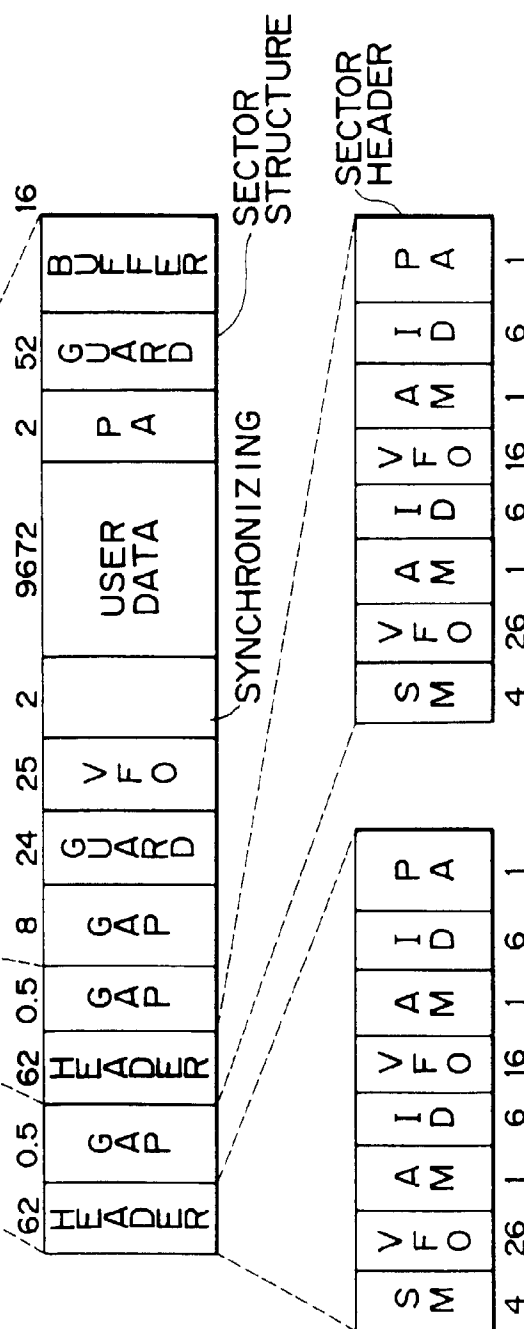 62 0.5 62 0.5 8 24 25 2 9672 2 52 16
HEADER
GAP
HEADER
GAP
GAP
GUARD
VFO
USER
DATA
PA
GUARD
BUFFER
SYNCHRONIZING
SECTOR
STRUCTURE
SM VFO AM ID VFO AM ID PA
4 26 1 6 16 1 6 1
SECTOR
HEADER
SM VFO AM ID VFO AM ID PA
4 26 1 6 16 1 6 1